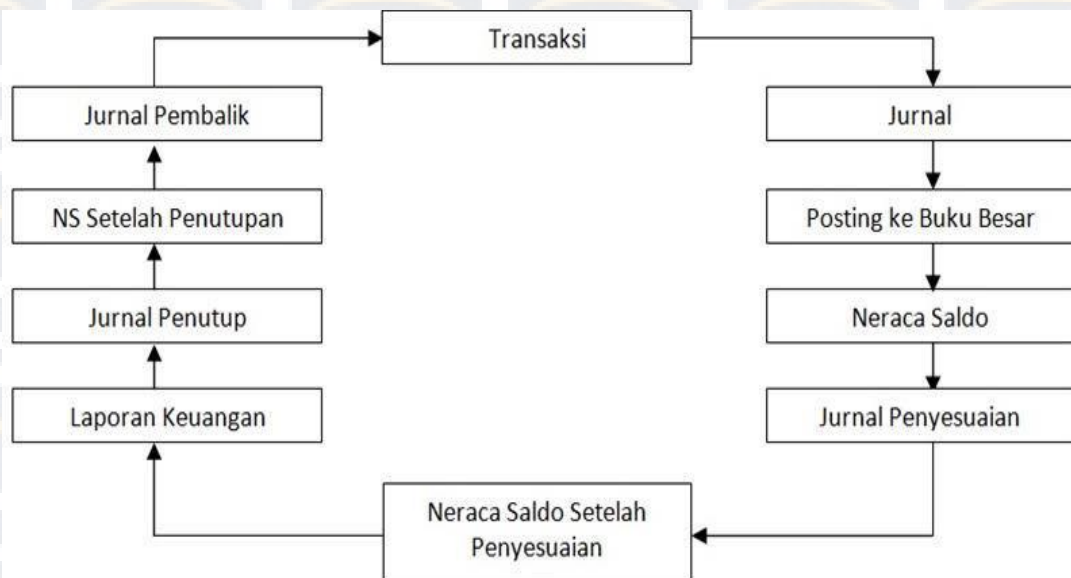 Transaksi
Jurnal Pembalik
Jurnal
NS Setelah Penutupan
Posting ke Buku Besar
Jurnal Penutup
Neraca Saldo
Laporan Keuangan
Jurnal Penyesuaian
Neraca Saldo Setelah
Penyesuaian